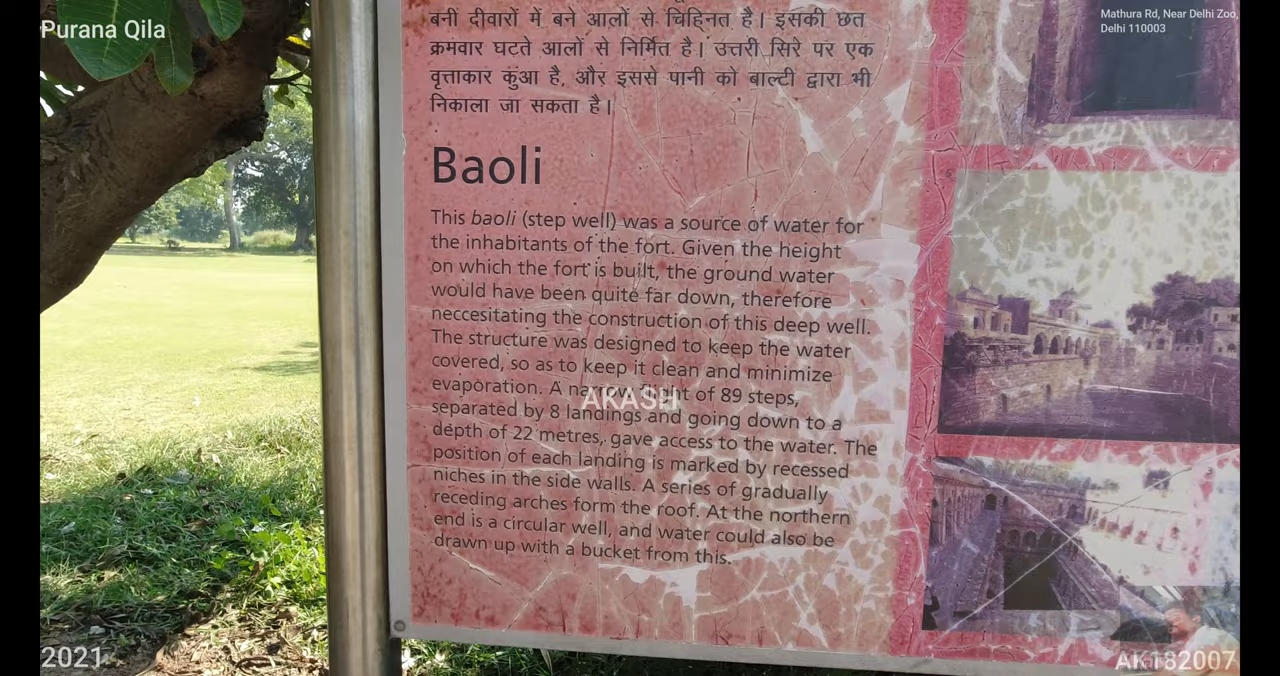 Purana Qila
Mathura Rd, Near Delhi Zoo,
Delhi 110003
बनी दीवारों में बने आलों से चिहिनत है। इसकी छत
क्रमवार घटते आलों से निर्मित है। उत्तरी सिरे पर एक
वृत्ताकार कुंआ है, और इससे पानी को बाल्टी द्वारा भी
निकाला जा सकता है।
Baoli
This baoli (step well) was a source of water for
the inhabitants of the fort. Given the height
on which the fort is built, the ground water
would have been quite far down, therefore
neccesitating the construction of this deep well.
The structure was designed to keep the water
covered, so as to keep it clean and minimize
evaporation. A narrow flight of 89 steps,
separated by 8 landings and going down to a
depth of 22 metres, gave access to the water. The
position of each landing is marked by recessed
niches in the side walls. A series of gradually
receding arches form the roof. At the northern
end is a circular well, and water could also be
drawn up with a bucket from this.
AKASH
2021
AK182007